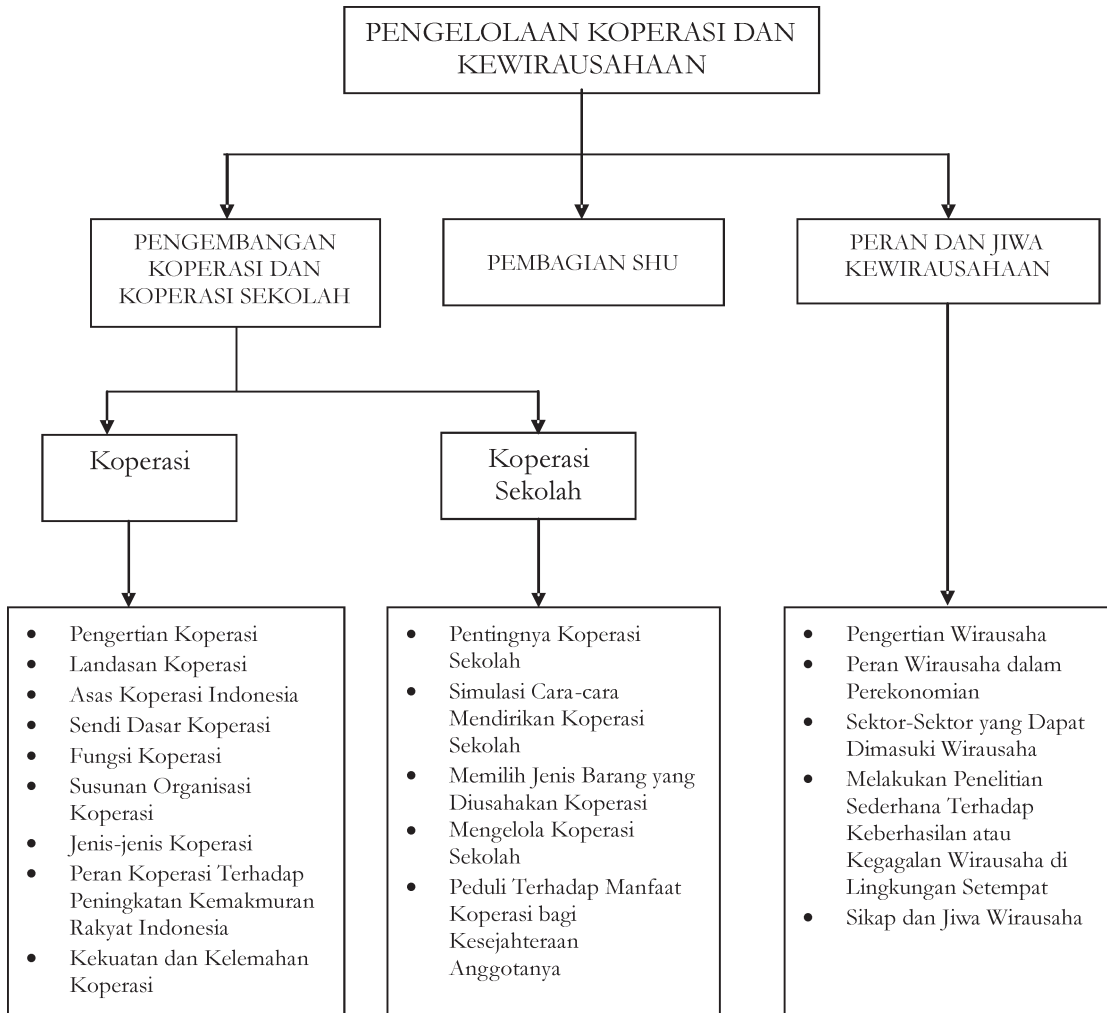 PENGELOLAAN KOPERASI DAN
KEWIRAUSAHAAN
PENGEMBANGAN
KOPERASI DAN
KOPERASI SEKOLAH
PEMBAGIAN SHU
PERAN DAN JIWA
KEWIRAUSAHAAN
Koperasi
Koperasi
Sekolah
• Pengertian Koperasi
• Landasan Koperasi
• Asas Koperasi Indonesia
• Sendi Dasar Koperasi
• Fungsi Koperasi
• Susunan Organisasi
Koperasi
• Jenis-jenis Koperasi
• Peran Koperasi Terhadap
Peningkatan Kemakmuran
Rakyat Indonesia
• Kekuatan dan Kelemahan
Koperasi
• Pentingnya Koperasi
Sekolah
• Simulasi Cara-cara
Mendirikan Koperasi
Sekolah
• Memilih Jenis Barang yang
Diusahakan Koperasi
• Mengelola Koperasi
Sekolah
• Peduli Terhadap Manfaat
Koperasi bagi
Kesejahteraan
Anggotanya
• Pengertian Wirausaha
• Peran Wirausaha dalam
Perekonomian
• Sektor-Sektor yang Dapat
Dimasuki Wirausaha
• Melakukan Penelitian
Sederhana Terhadap
Keberhasilan atau
Kegagalan Wirausaha di
Lingkungan Setempat
• Sikap dan Jiwa Wirausaha